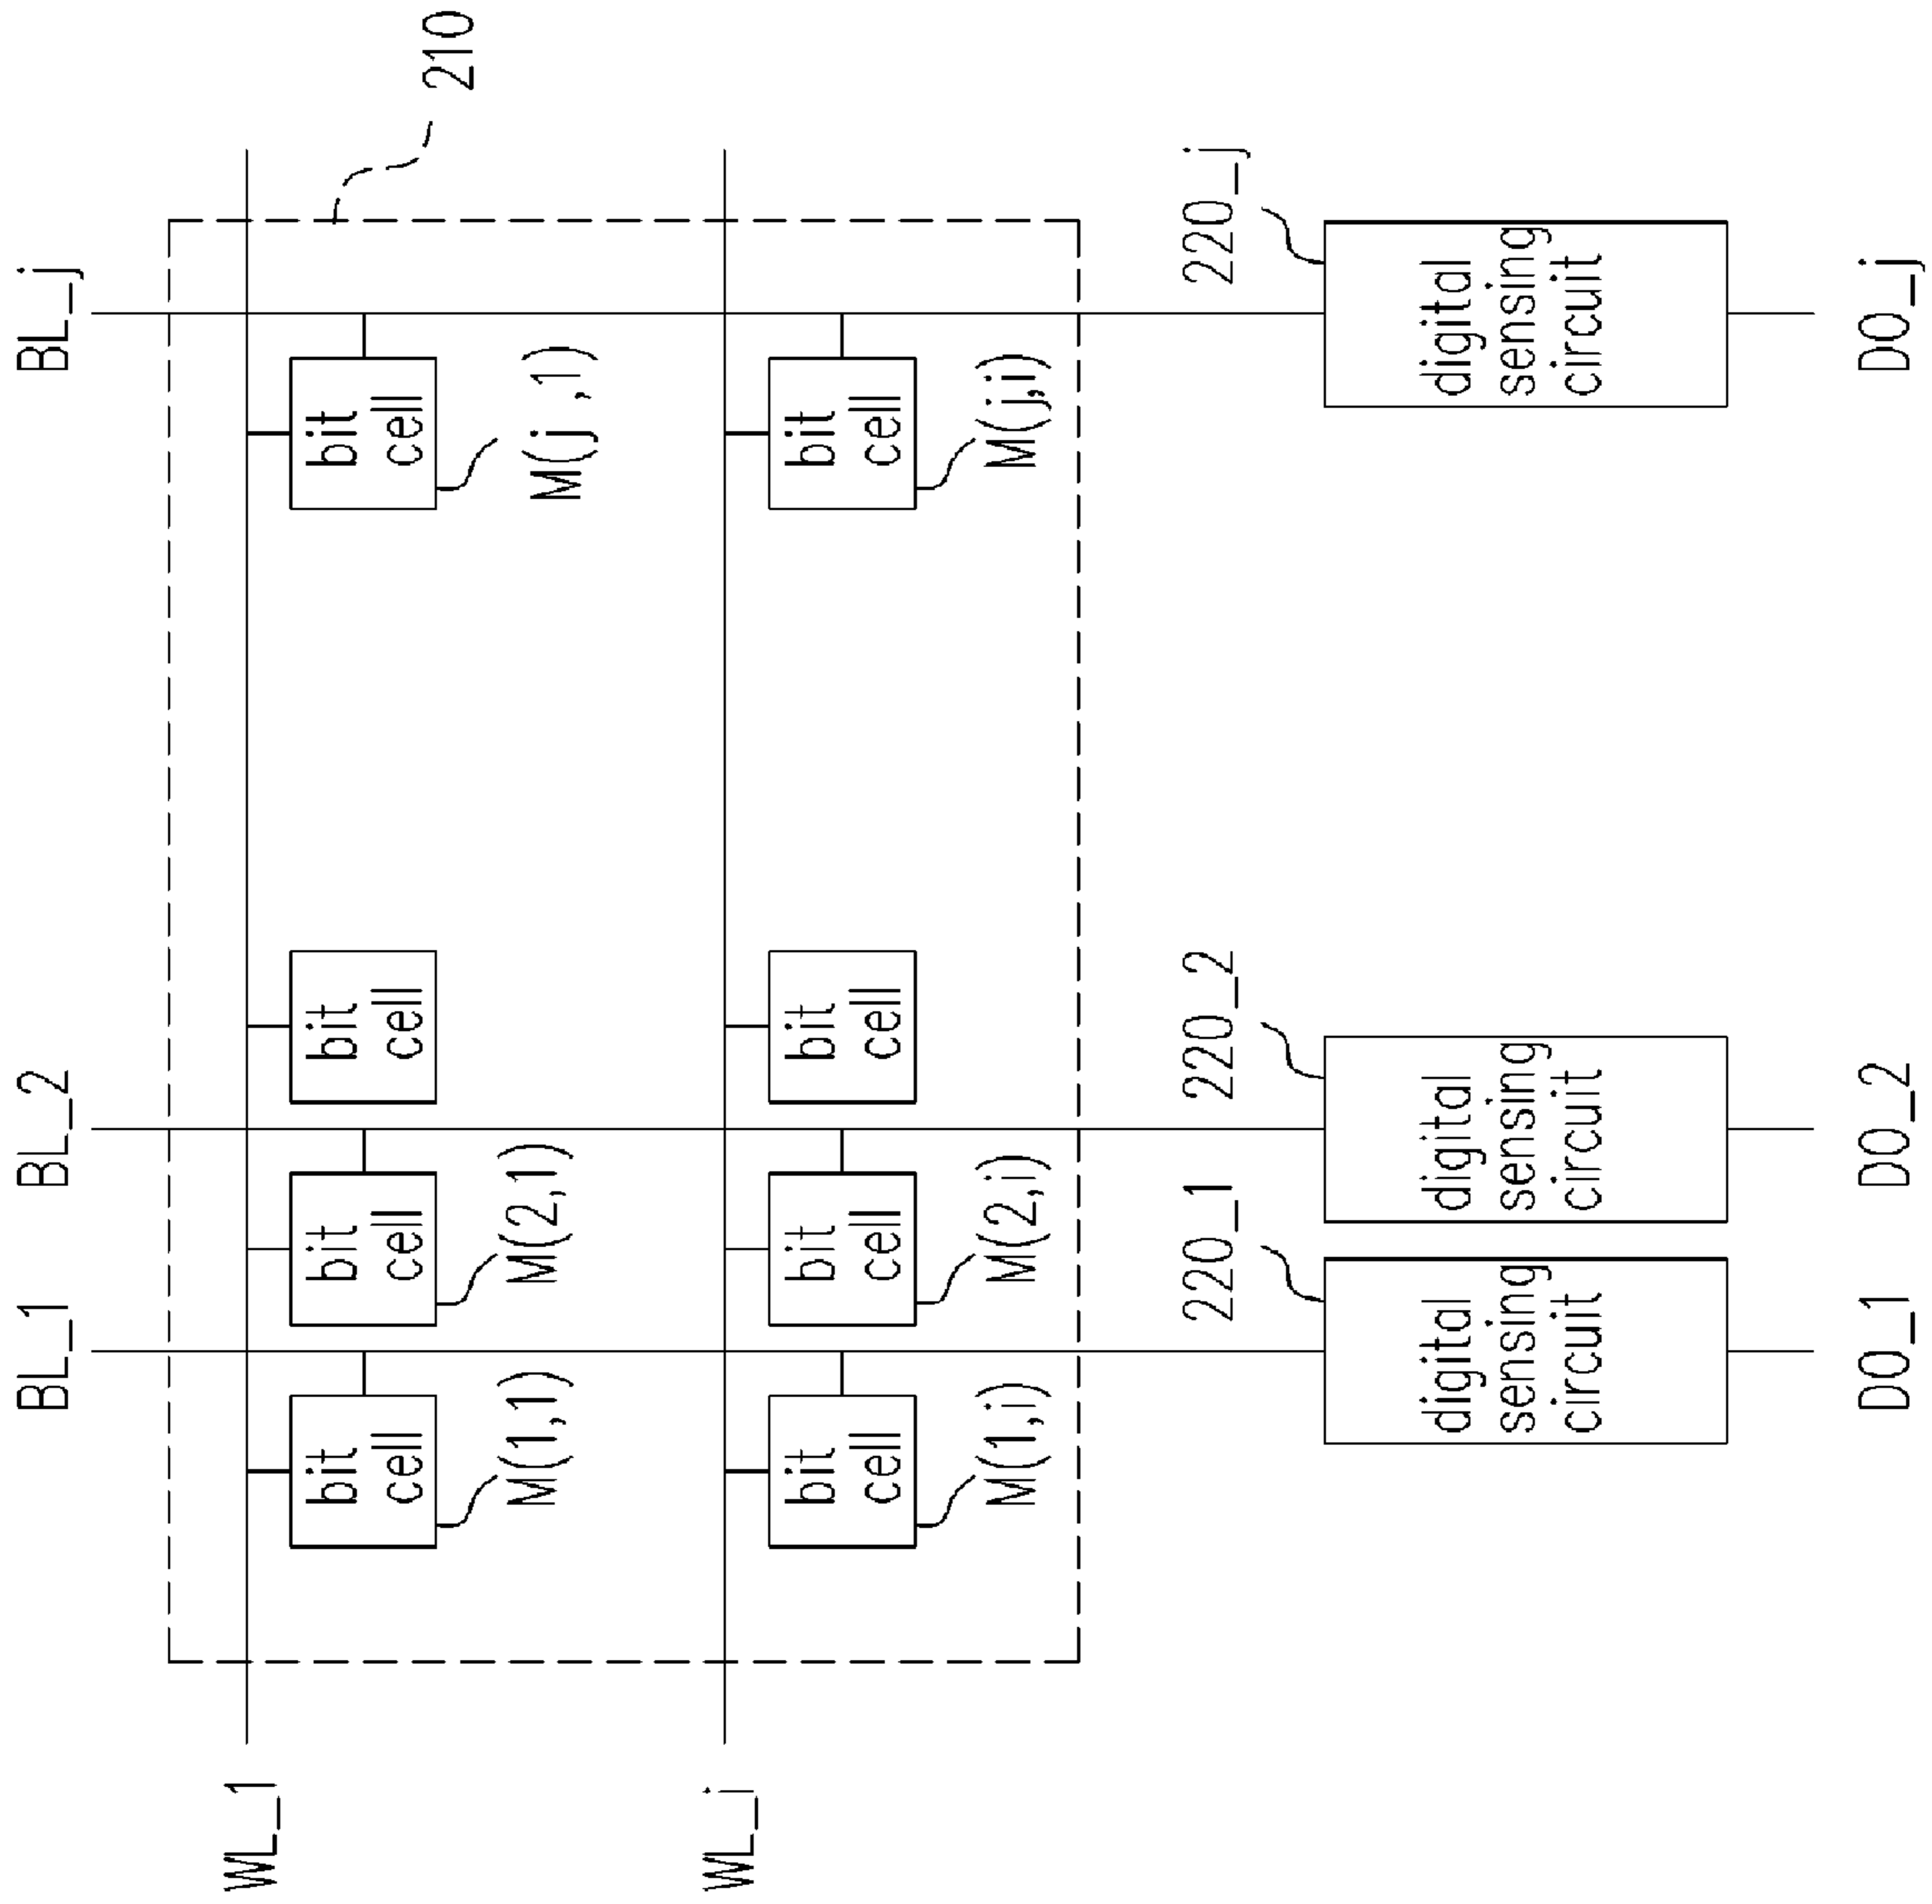 BL_1
BL_2
BL_j
WL_1
bit
cell
bit
cell
bit
cell
bit
cell
210
M(1,1)
M(2,1)
M(j,1)
WL_i
bit
cell
bit
cell
bit
cell
bit
cell
M(1,i)
M(2,i)
M(j,i)
220_1
220_2
220_j
digital
sensing
circuit
digital
sensing
circuit
digital
sensing
circuit
DO_1
DO_2
DO_j